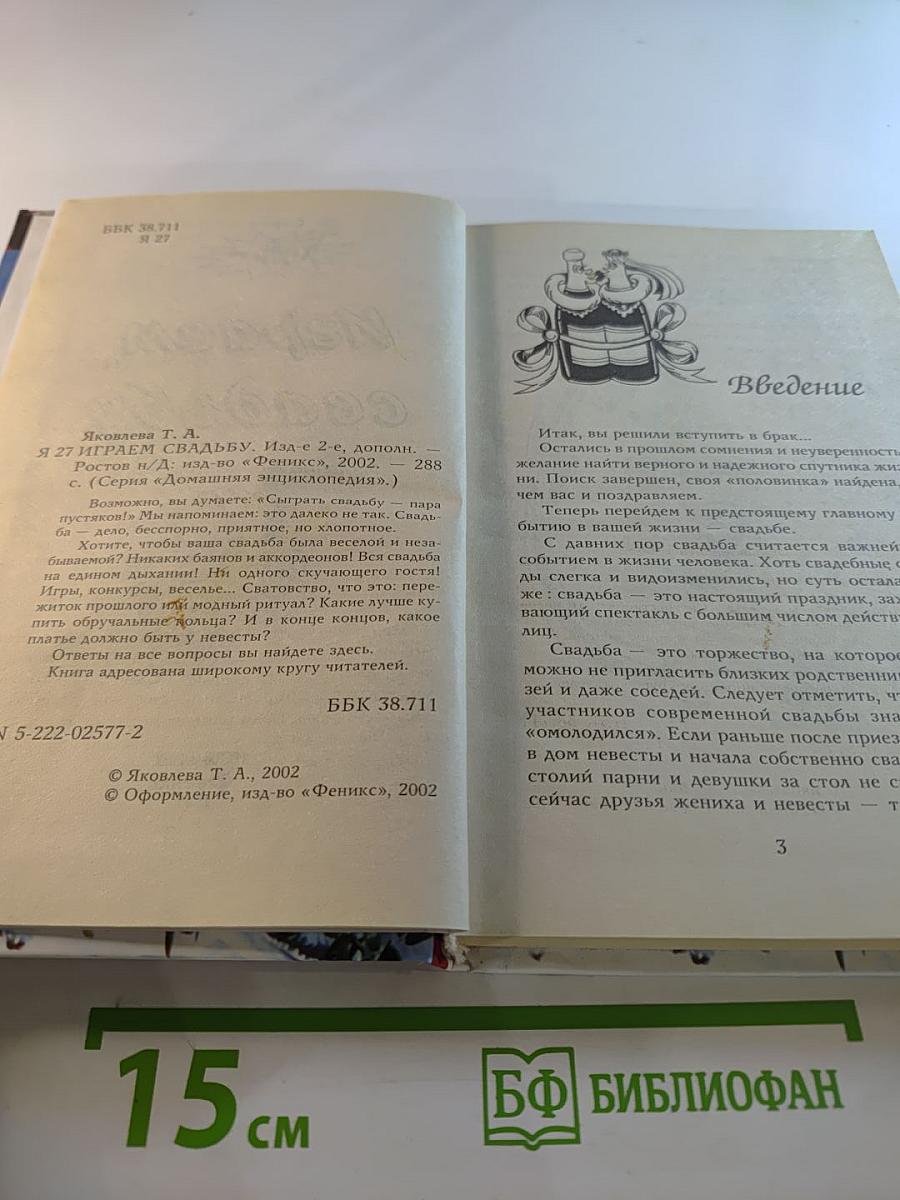 ББК 38.711
Я 27
Яковлева Т. А.
Я 27 ИГРАЕМ СВАДЬБУ. Изд-е 2-е, дополн. —
Ростов н/Д: изд-во «Феникс», 2002. — 288
с. (Серия «Домашняя энциклопедия».)
Возможно, вы думаете: «Сыграть свадьбу — пара
пустяков!» Мы напоминаем: это далеко не так. Свадь-
ба — дело, бесспорно, приятное, но хлопотное.
Хотите, чтобы ваша свадьба была веселой и неза-
бываемой? Никаких баянов и аккордеонов! Вся свадьба
на едином дыхании! Ни одного скучающего гостя!
Игры, конкурсы, веселье... Сватовство, что это: пере-
житок прошлого или модный ритуал? Какие лучше ку-
пить обручальные кольца? И в конце концов, какое
платье должно быть у невесты?
Ответы на все вопросы вы найдете здесь.
Книга адресована широкому кругу читателей.
ББК 38.711
N 5-222-02577-2
© Яковлева Т. А., 2002
© Оформление, изд-во «Феникс», 2002
Введение
Итак, вы решили вступить в брак...
Остались в прошлом сомнения и неуверенность
желание найти верного и надежного спутника жиз
ни. Поиск завершен, своя «половинка» найдена,
чем вас и поздравляем.
Теперь перейдем к предстоящему главному
бытию в вашей жизни — свадьбе.
С давних пор свадьба считается важней
событием в жизни человека. Хоть свадебные о
ды слегка и видоизменились, но суть остала
же : свадьба — это настоящий праздник, зах
вающий спектакль с большим числом действ
лиц.
Свадьба — это торжество, на которое
можно не пригласить близких родственник
зей и даже соседей. Следует отметить, чт
участников современной свадьбы зна
«омолодился». Если раньше после приез
в дом невесты и начала собственно сва
столий парни и девушки за стол не с
сейчас друзья жениха и невесты — т
3
15 см
БФ БИБЛИОФАН